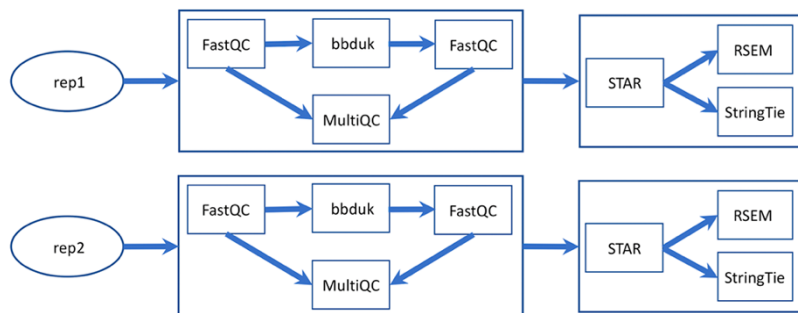 rep1
FastQC
bbduk
FastQC
MultiQC
STAR
RSEM
StringTie
rep2
FastQC
bbduk
FastQC
MultiQC
STAR
RSEM
StringTie